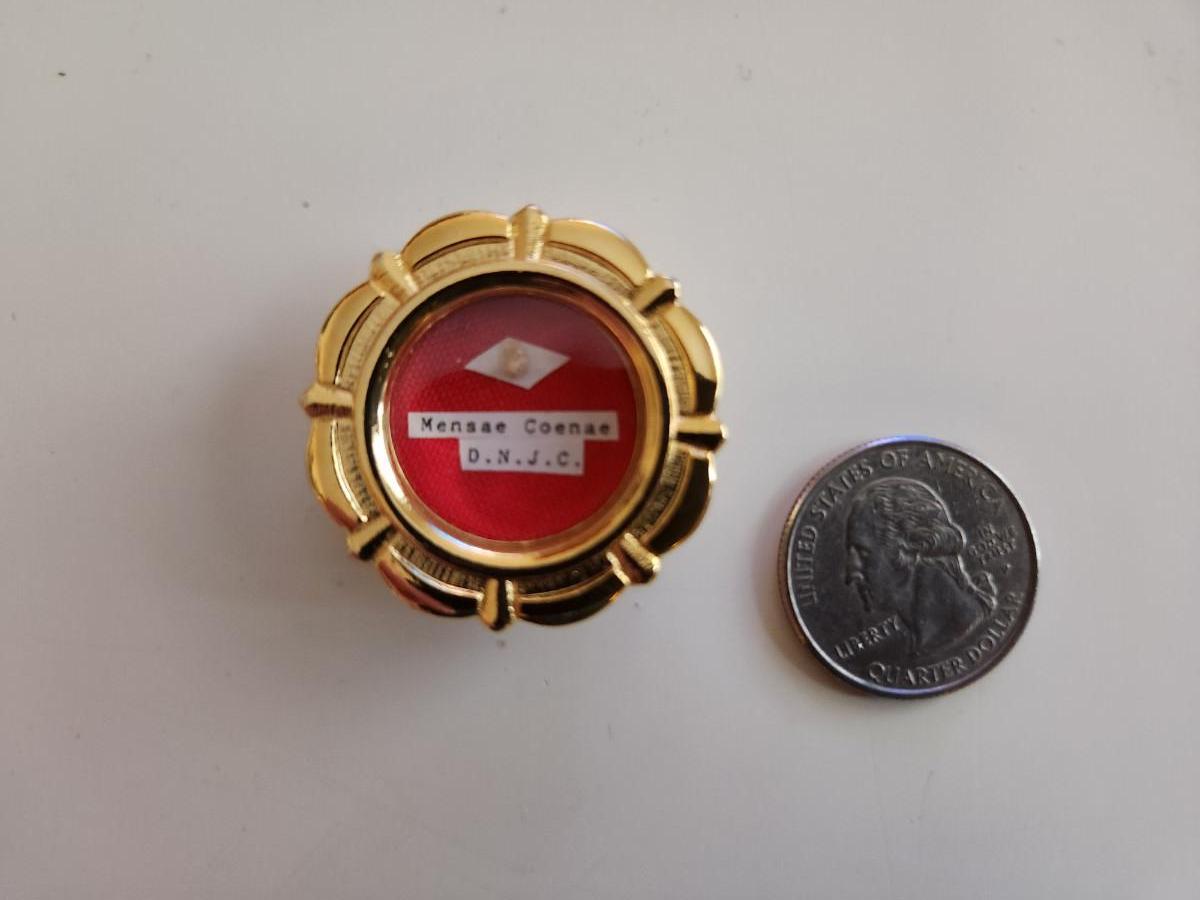 Mensae Coenae
D.N.J.C.
UNITED STATES OF AMERICA
LIBERTY
QUARTER DOLLAR